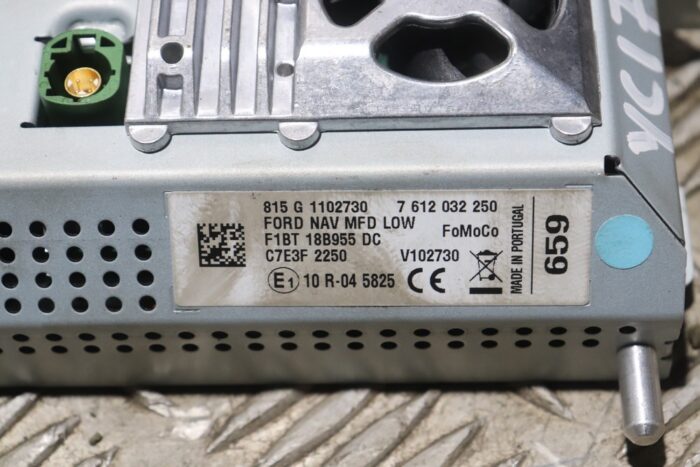 815 G 1102730 7 612 032 250
FORD NAV MFD LOW FoMoCo
F1BT 18B955 DC
C7E3F 2250 V102730
E1 10 R-04 5825 CE
MADE IN PORTUGAL
659